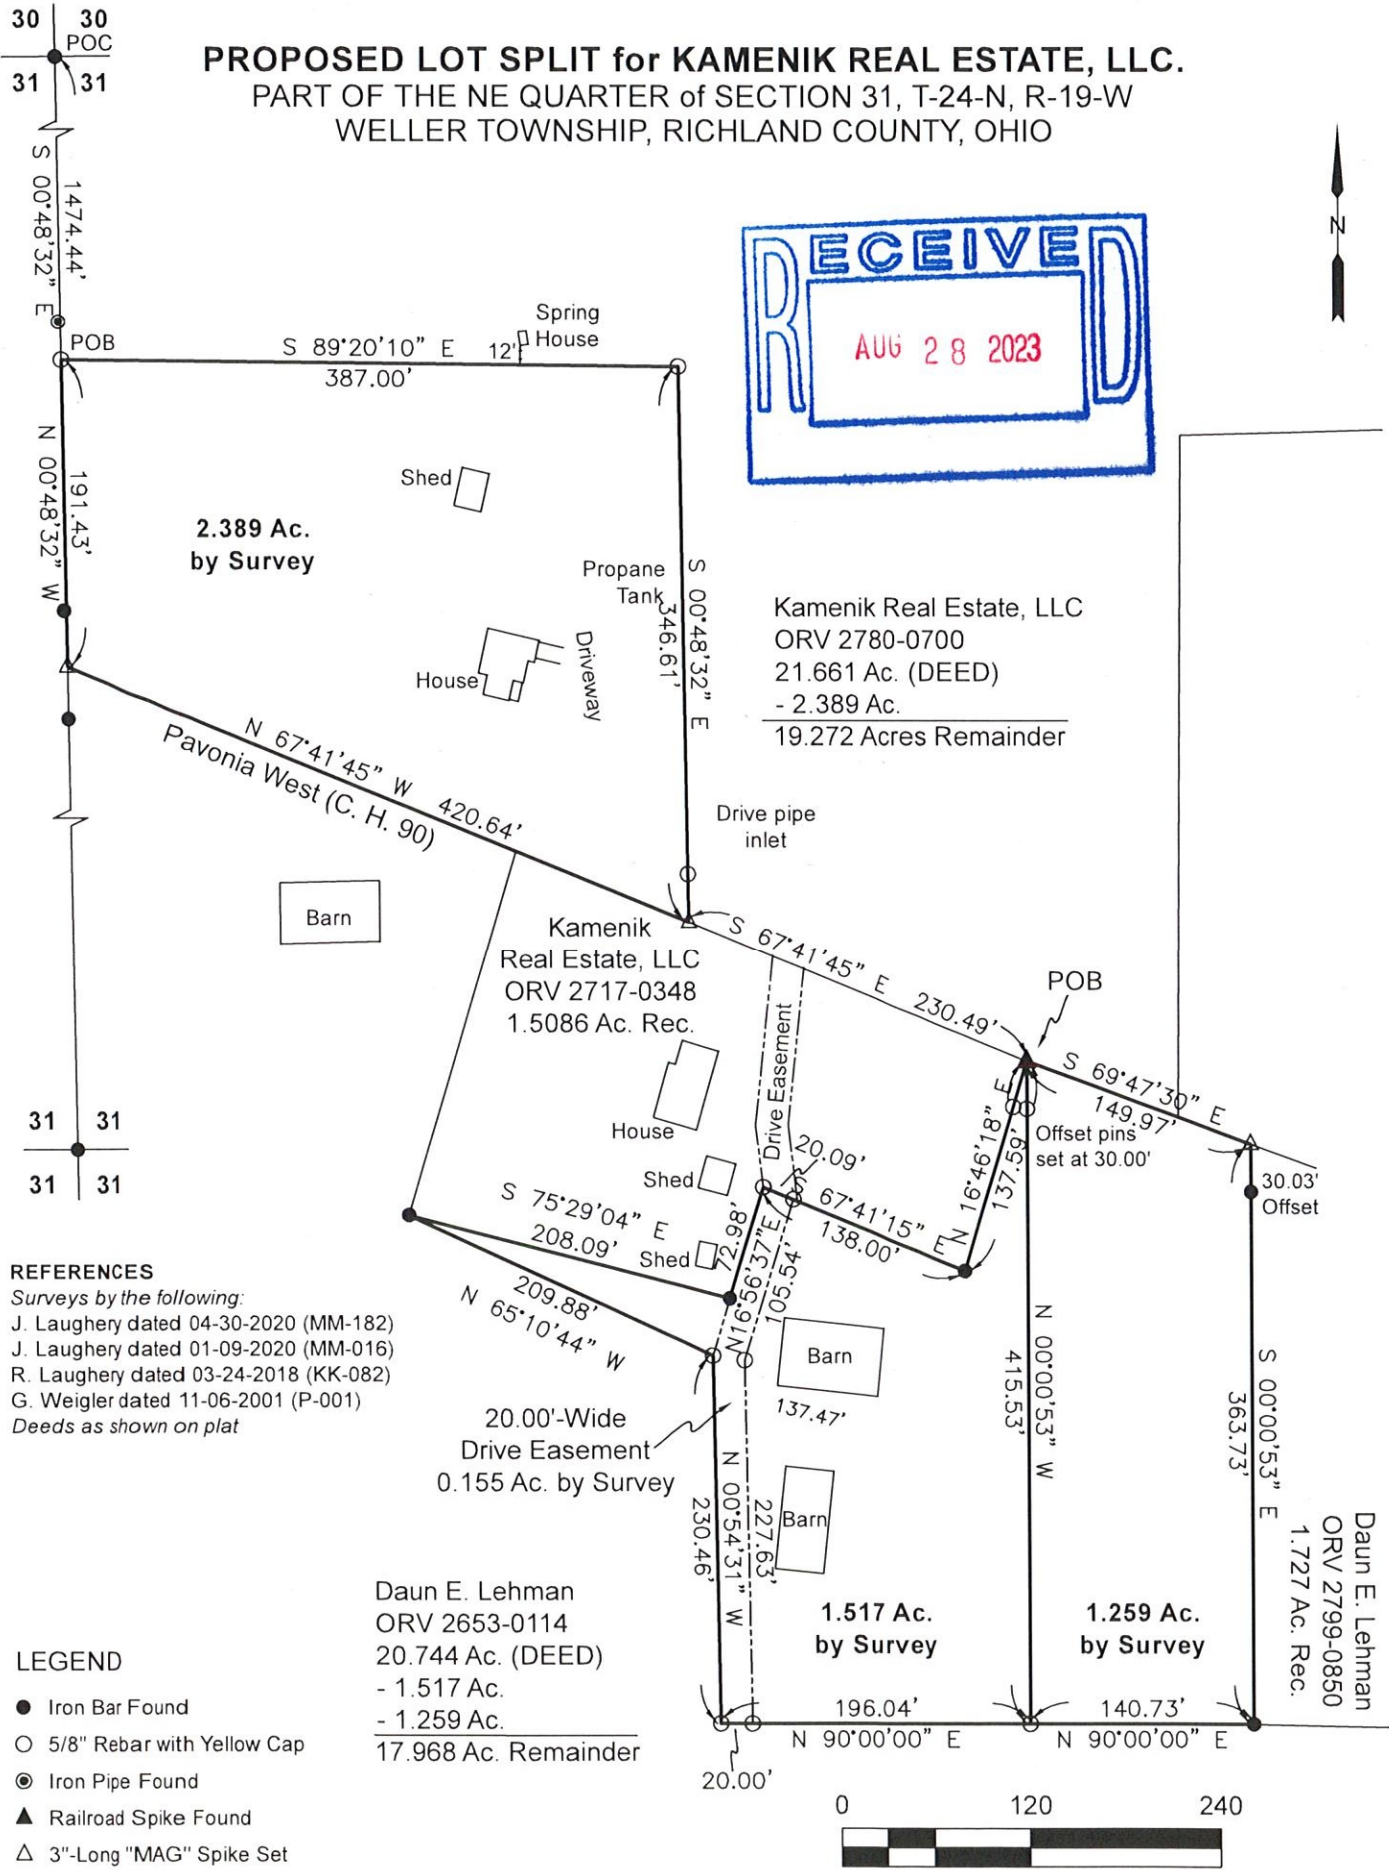 30 30
POC
31 31
PROPOSED LOT SPLIT for KAMENIK REAL ESTATE, LLC.
PART OF THE NE QUARTER of SECTION 31, T-24-N, R-19-W
WELLER TOWNSHIP, RICHLAND COUNTY, OHIO
N
S 00°48'32" E
1474.44'
RECEIVED
AUG 28 2023
POB
S 89°20'10" E
387.00'
12'
Spring
House
N 00°48'32" W
191.43'
Shed
2.389 Ac.
by Survey
Propane
Tank
S 00°48'32" E
346.61'
House
Driveway
Kamenik Real Estate, LLC
ORV 2780-0700
21.661 Ac. (DEED)
- 2.389 Ac.
19.272 Acres Remainder
N 67°41'45" W 420.64'
Pavonia West (C. H. 90)
Drive pipe
inlet
Barn
Kamenik
Real Estate, LLC
ORV 2717-0348
1.5086 Ac. Rec.
S 67°41'45" E 230.49'
POB
Drive Easement
S 69°47'30" E
149.97'
Offset pins
set at 30.00'
30.03'
Offset
N 16°46'18" E
137.59'
House
Shed
20.09'
S 67°41'15" E
138.00'
31 31
31 31
S 75°29'04" E
208.09'
Shed
72.98'
N16°56'37"E
105.54'
209.88'
N 65°10'44" W
REFERENCES
Surveys by the following:
J. Laughery dated 04-30-2020 (MM-182)
J. Laughery dated 01-09-2020 (MM-016)
R. Laughery dated 03-24-2018 (KK-082)
G. Weigler dated 11-06-2001 (P-001)
Deeds as shown on plat
Barn
137.47'
20.00'-Wide
Drive Easement
0.155 Ac. by Survey
Barn
N 00°54'31" W
230.46'
227.63'
N 00°00'53" W
415.53'
S 00°00'53" E
363.73'
Daun E. Lehman
ORV 2799-0850
1.727 Ac. Rec.
Daun E. Lehman
ORV 2653-0114
20.744 Ac. (DEED)
- 1.517 Ac.
- 1.259 Ac.
17.968 Ac. Remainder
1.517 Ac.
by Survey
1.259 Ac.
by Survey
196.04'
N 90°00'00" E
140.73'
N 90°00'00" E
20.00'
LEGEND
Iron Bar Found
5/8" Rebar with Yellow Cap
Iron Pipe Found
Railroad Spike Found
3"-Long "MAG" Spike Set
0 120 240